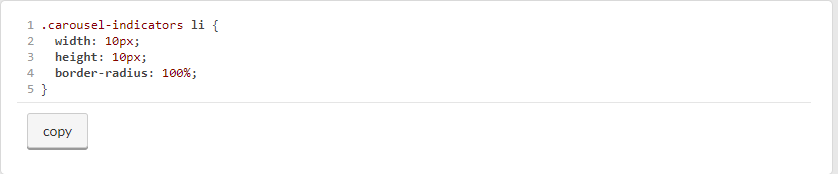 1 .carousel-indicators li {
2   width: 10px;
3   height: 10px;
4   border-radius: 100%;
5 }
copy